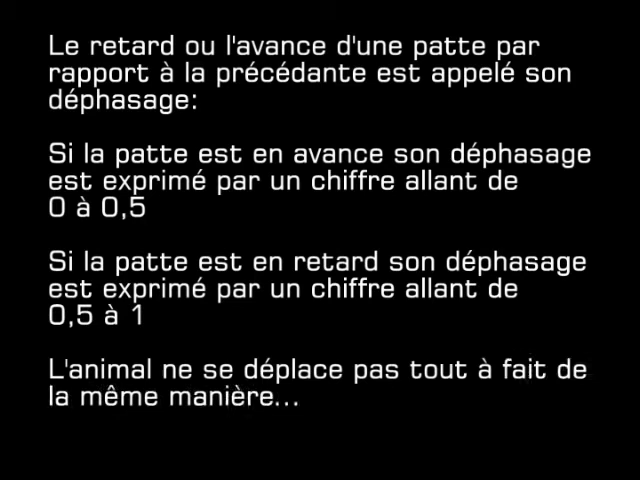 Le retard ou l'avance d'une patte par
rapport à la précédante est appelé son
déphasage:
Si la patte est en avance son déphasage
est exprimé par un chiffre allant de
0 à 0,5
Si la patte est en retard son déphasage
est exprimé par un chiffre allant de
0,5 à 1
L'animal ne se déplace pas tout à fait de
la même manière...